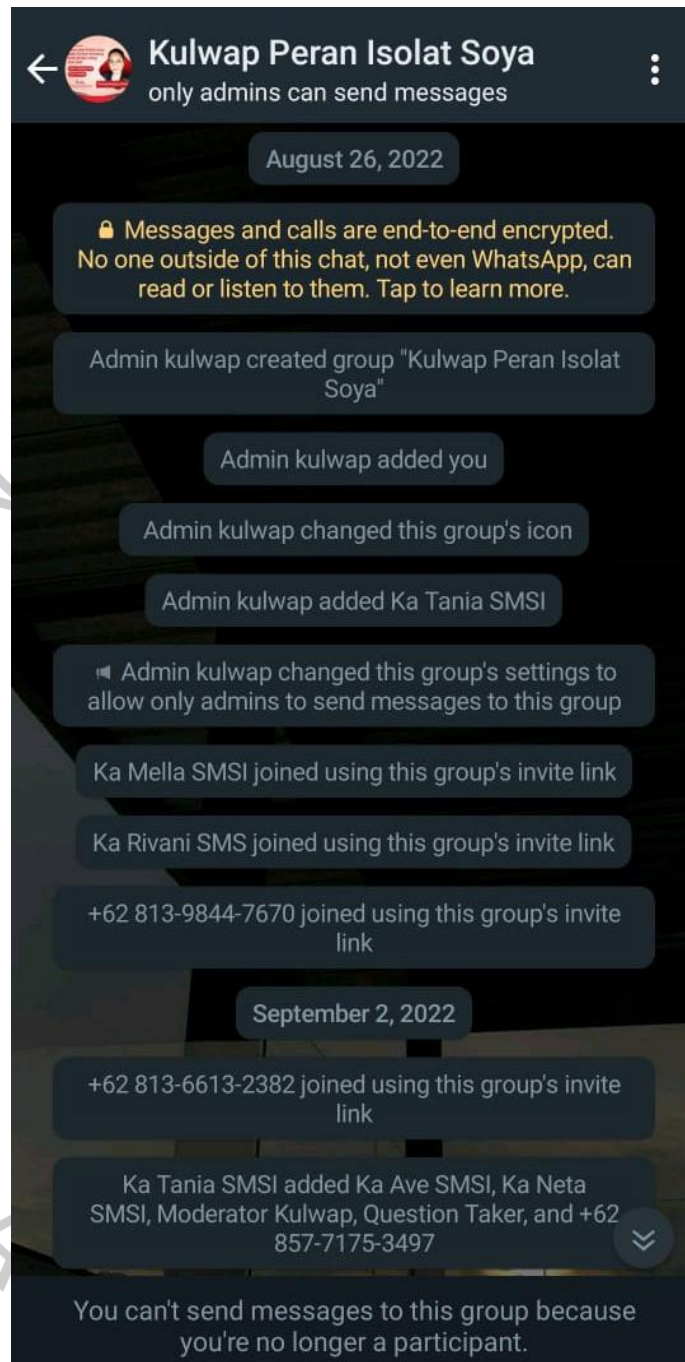 Kulwap Peran Isolat Soya
only admins can send messages
August 26, 2022
Messages and calls are end-to-end encrypted.
No one outside of this chat, not even WhatsApp, can
read or listen to them. Tap to learn more.
Admin kulwap created group "Kulwap Peran Isolat
Soya"
Admin kulwap added you
Admin kulwap changed this group's icon
Admin kulwap added Ka Tania SMSI
Admin kulwap changed this group's settings to
allow only admins to send messages to this group
Ka Mella SMSI joined using this group's invite link
Ka Rivani SMS joined using this group's invite link
+62 813-9844-7670 joined using this group's invite
link
September 2, 2022
+62 813-6613-2382 joined using this group's invite
link
Ka Tania SMSI added Ka Ave SMSI, Ka Neta
SMSI, Moderator Kulwap, Question Taker, and +62
857-7175-3497
You can't send messages to this group because
you're no longer a participant.